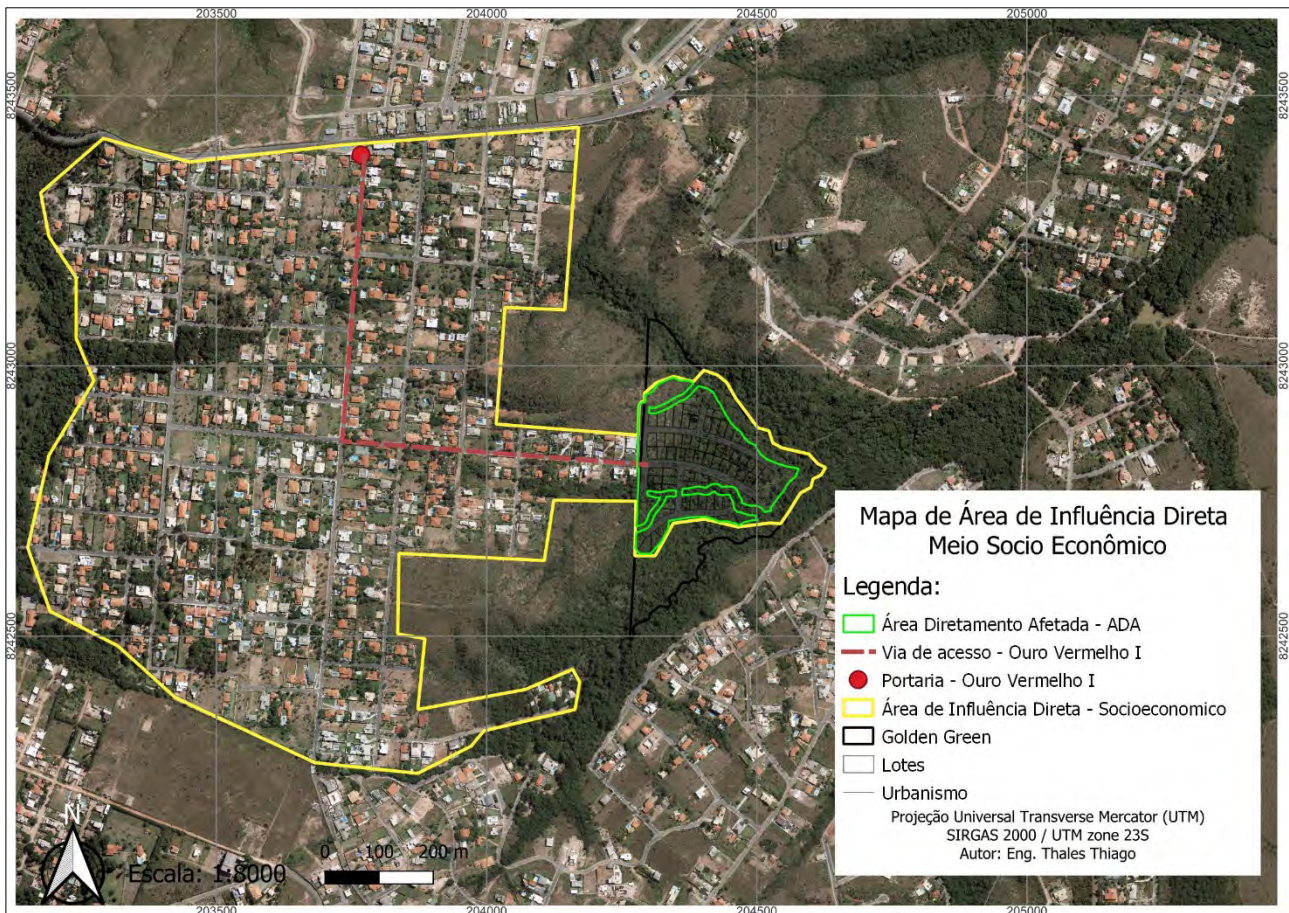 203500 204000 204500 205000
8243500 8243500
8243000 8243000
8242500 8242500
Mapa de Área de Influência Direta
Meio Socio Econômico
Legenda:
Área Diretamento Afetada - ADA
Via de acesso - Ouro Vermelho I
Portaria - Ouro Vermelho I
Área de Influência Direta - Socioeconomico
Golden Green
Lotes
Urbanismo
Projeção Universal Transverse Mercator (UTM)
SIRGAS 2000 / UTM zone 23S
Autor: Eng. Thales Thiago
N
Escala: 1:8000
0 100 200 m
203500 204000 204500 205000